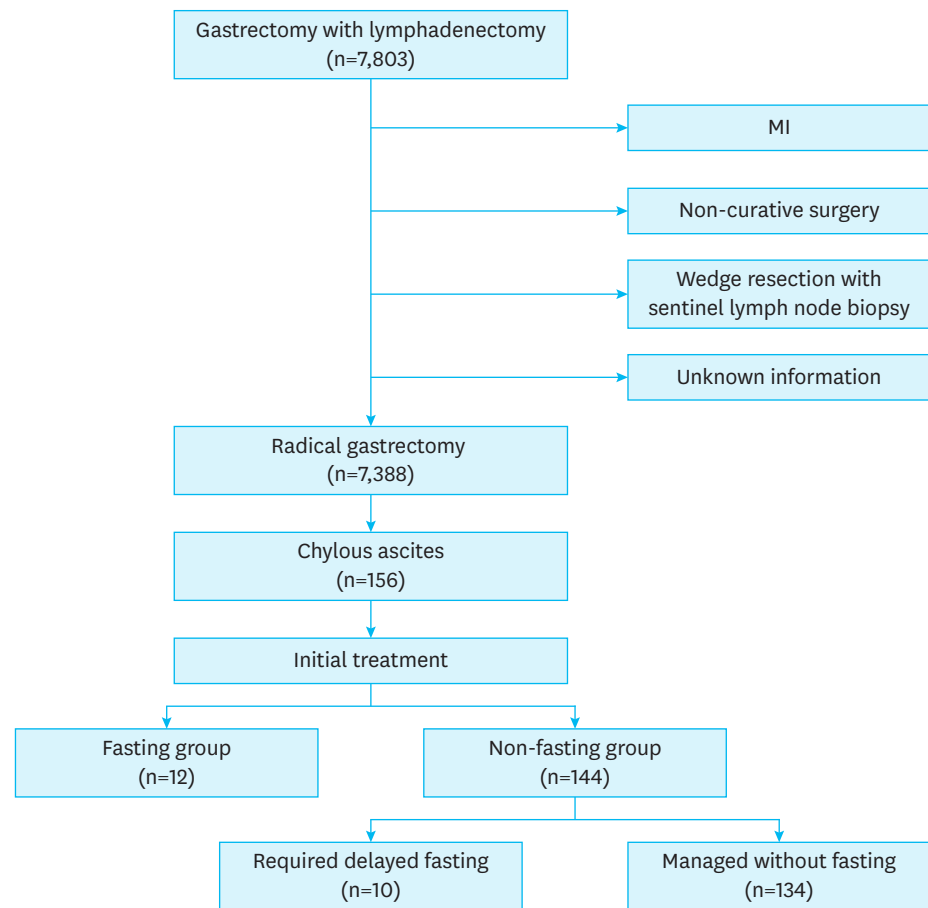 Gastrectomy with lymphadenectomy
(n=7,803)
MI
Non-curative surgery
Wedge resection with
sentinel lymph node biopsy
Unknown information
Radical gastrectomy
(n=7,388)
Chylous ascites
(n=156)
Initial treatment
Fasting group
(n=12)
Non-fasting group
(n=144)
Required delayed fasting
(n=10)
Managed without fasting
(n=134)